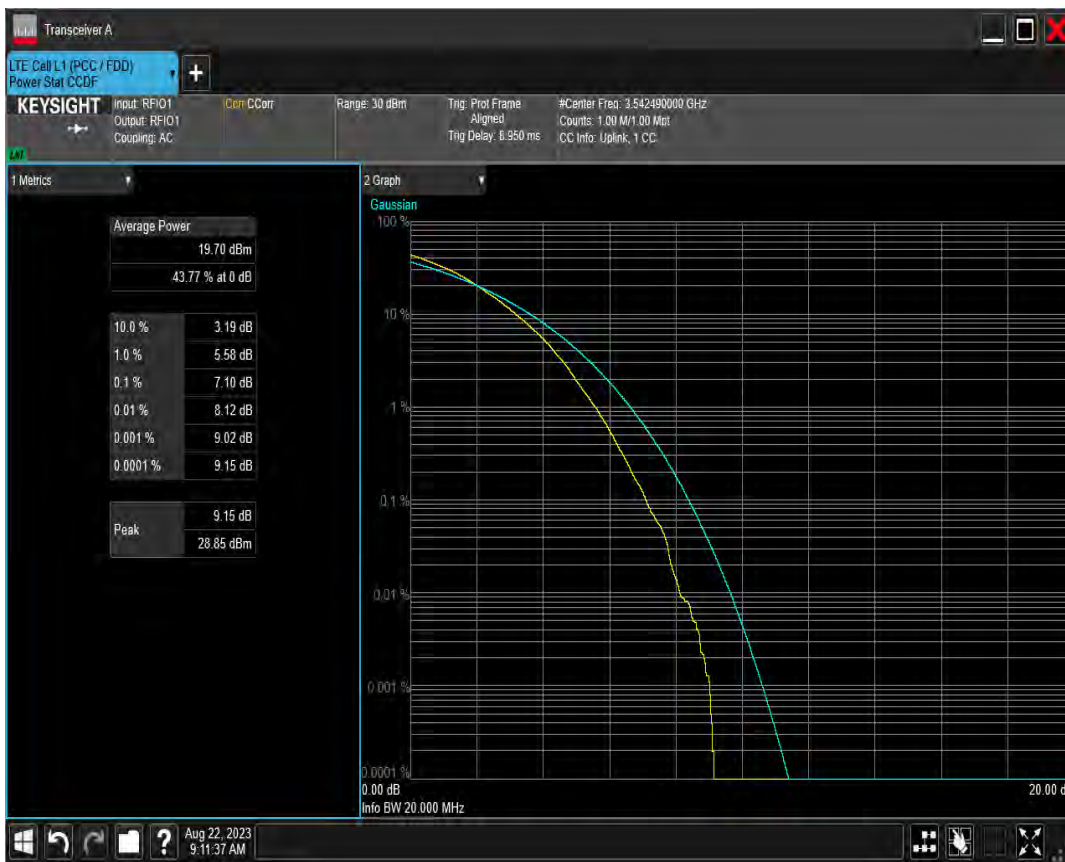 Transceiver A
LTE Cell L1 (PCC / FDD)
Power Stat CCDF
+
KEYSIGHT
Input: RFIO1
Output: RFIO1
Coupling: AC
Corr CCorr
Range: 30 dBm
Trig: Prot Frame
Aligned
Trig Delay: 8.950 ms
#Center Freq: 3.542490000 GHz
Counts: 1.00 M/1.00 Mpt
CC Info: Uplink, 1 CC
1 Metrics
Average Power
19.70 dBm
43.77 % at 0 dB
10.0 % 3.19 dB
1.0 % 5.58 dB
0.1 % 7.10 dB
0.01 % 8.12 dB
0.001 % 9.02 dB
0.0001 % 9.15 dB
Peak
9.15 dB
28.85 dBm
2 Graph
Gaussian
100 %
10 %
1 %
0.1 %
0.01 %
0.001 %
0.0001 %
0.00 dB
20.00 d
Info BW 20.000 MHz
?
Aug 22, 2023
9:11:37 AM